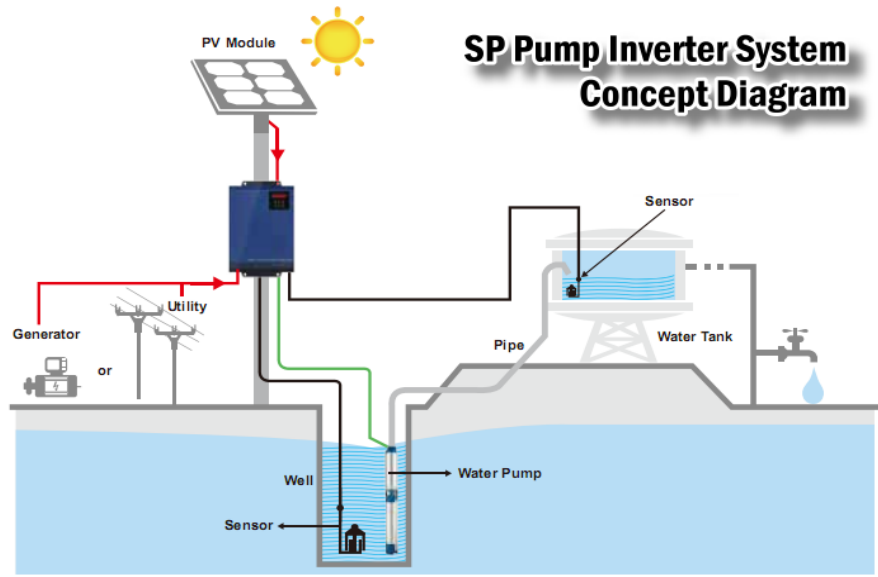 SP Pump Inverter System
Concept Diagram
PV Module
Sensor
Utility
Generator
or
Pipe
Water Tank
Well
Water Pump
Sensor